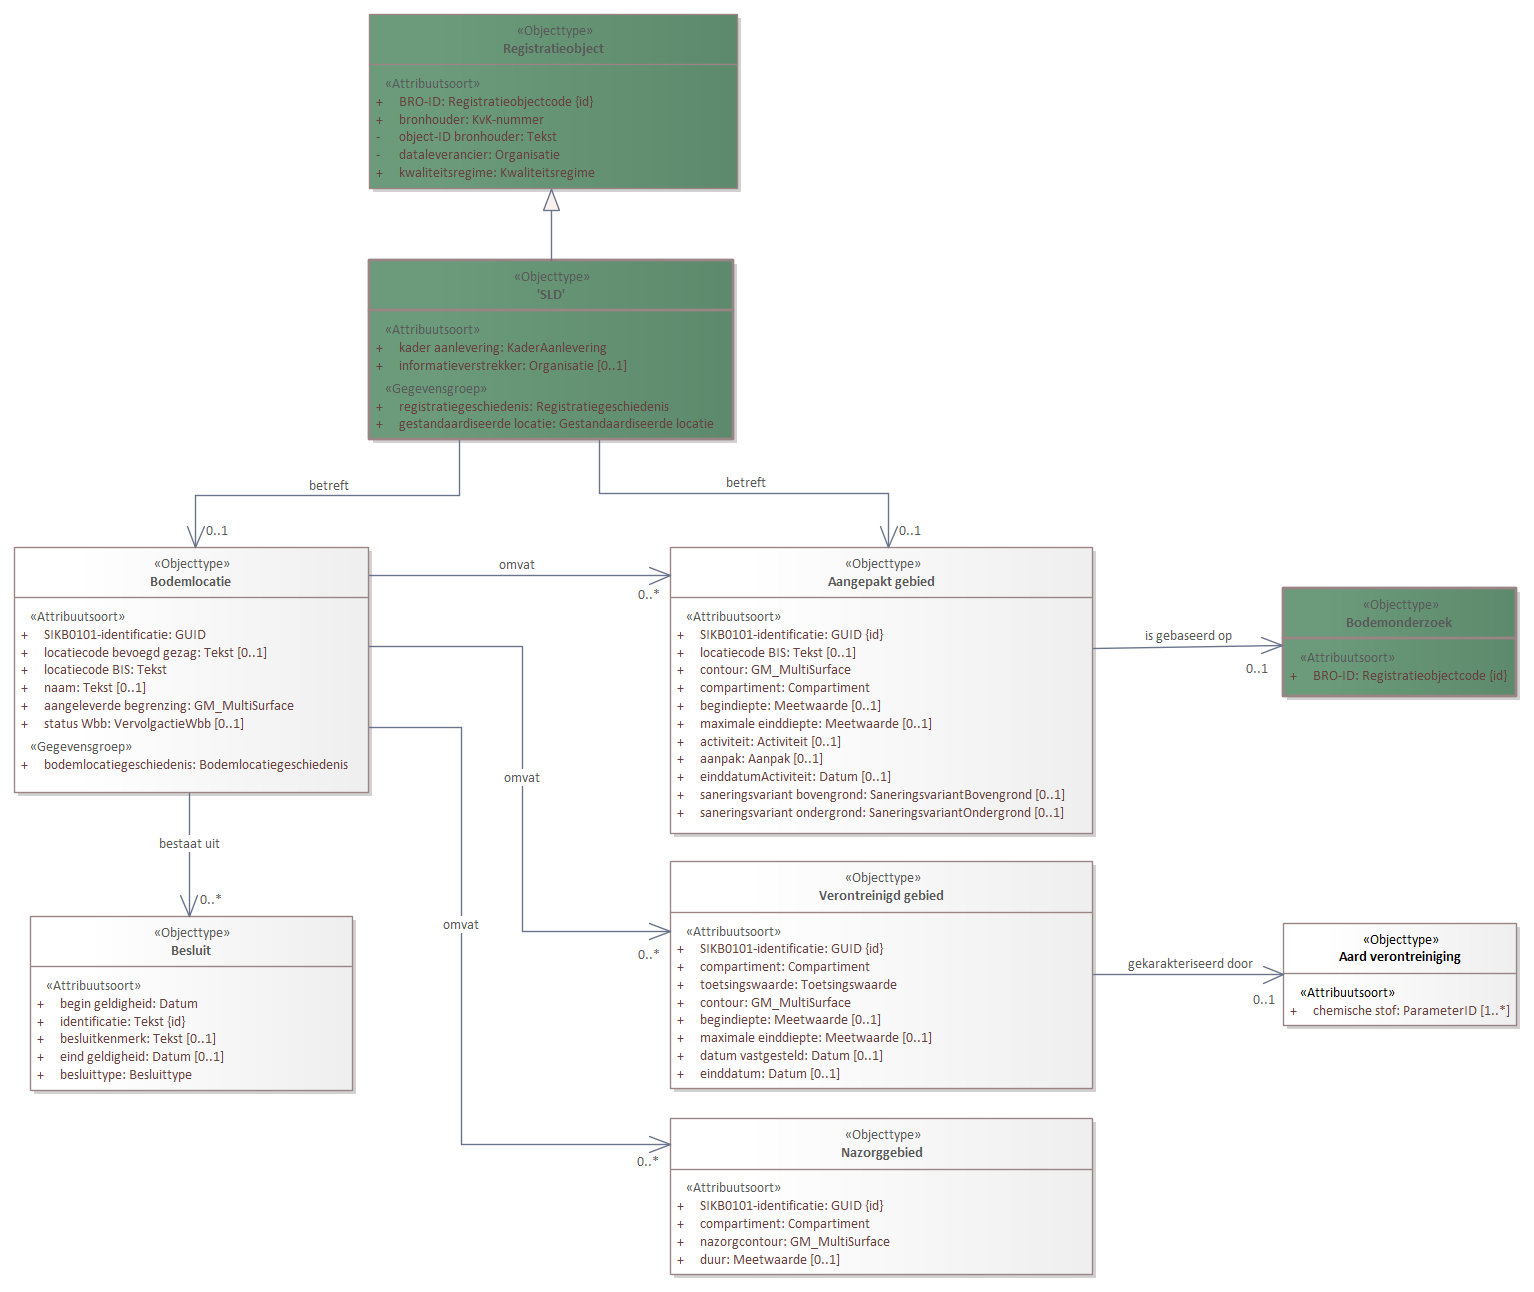 «Objecttype»
Registratieobject
«Attribuutsoort»
+ BRO-ID: Registratieobjectcode {id}
+ bronhouder: KvK-nummer
- object-ID bronhouder: Tekst
- dataleverancier: Organisatie
+ kwaliteitsregime: Kwaliteitsregime
«Objecttype»
'SLD'
«Attribuutsoort»
+ kader aanlevering: KaderAanlevering
+ informatieverstrekker: Organisatie [0..1]
«Gegevensgroep»
+ registratiegeschiedenis: Registratiegeschiedenis
+ gestandaardiseerde locatie: Gestandaardiseerde locatie
betreft
0..1
betreft
0..1
«Objecttype»
Bodemlocatie
«Attribuutsoort»
+ SIKB0101-identificatie: GUID
+ locatiecode bevoegd gezag: Tekst [0..1]
+ locatiecode BIS: Tekst
+ naam: Tekst [0..1]
+ aangeleverde begrenzing: GM_MultiSurface
+ status Wbb: VervolgactieWbb [0..1]
«Gegevensgroep»
+ bodemlocatiegeschiedenis: Bodemlocatiegeschiedenis
omvat
0..*
«Objecttype»
Aangepakt gebied
«Attribuutsoort»
+ SIKB0101-identificatie: GUID {id}
+ locatiecode BIS: Tekst [0..1]
+ contour: GM_MultiSurface
+ compartiment: Compartiment
+ begindiepte: Meetwaarde [0..1]
+ maximale einddiepte: Meetwaarde [0..1]
+ activiteit: Activiteit [0..1]
+ aanpak: Aanpak [0..1]
+ einddatumActiviteit: Datum [0..1]
+ saneringsvariant bovengrond: SaneringsvariantBovengrond [0..1]
+ saneringsvariant ondergrond: SaneringsvariantOndergrond [0..1]
is gebaseerd op
0..1
«Objecttype»
Bodemonderzoek
«Attribuutsoort»
+ BRO-ID: Registratieobjectcode {id}
omvat
0..*
bestaat uit
0..*
«Objecttype»
Besluit
«Attribuutsoort»
+ begin geldigheid: Datum
+ identificatie: Tekst {id}
+ besluitkenmerk: Tekst [0..1]
+ eind geldigheid: Datum [0..1]
+ besluittype: Besluittype
omvat
0..*
«Objecttype»
Verontreinigd gebied
«Attribuutsoort»
+ SIKB0101-identificatie: GUID {id}
+ compartiment: Compartiment
+ toetsingswaarde: Toetsingswaarde
+ contour: GM_MultiSurface
+ begindiepte: Meetwaarde [0..1]
+ maximale einddiepte: Meetwaarde [0..1]
+ datum vastgesteld: Datum [0..1]
+ einddatum: Datum [0..1]
gekarakteriseerd door
0..1
«Objecttype»
Aard verontreiniging
«Attribuutsoort»
+ chemische stof: ParameterID [1..*]
«Objecttype»
Nazorggebied
«Attribuutsoort»
+ SIKB0101-identificatie: GUID {id}
+ compartiment: Compartiment
+ nazorgcontour: GM_MultiSurface
+ duur: Meetwaarde [0..1]